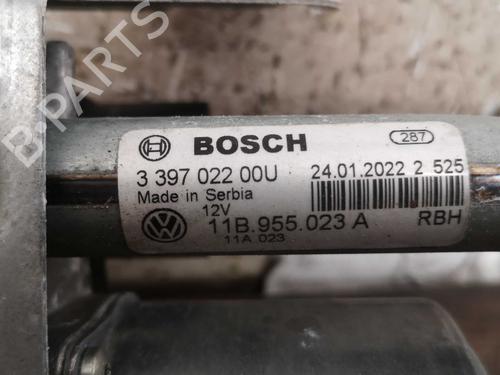 BOSCH
287
3 397 022 00U
24.01.2022 2 525
Made in Serbia
12V
11B.955.023 A
RBH
11A 023
B-PARTS